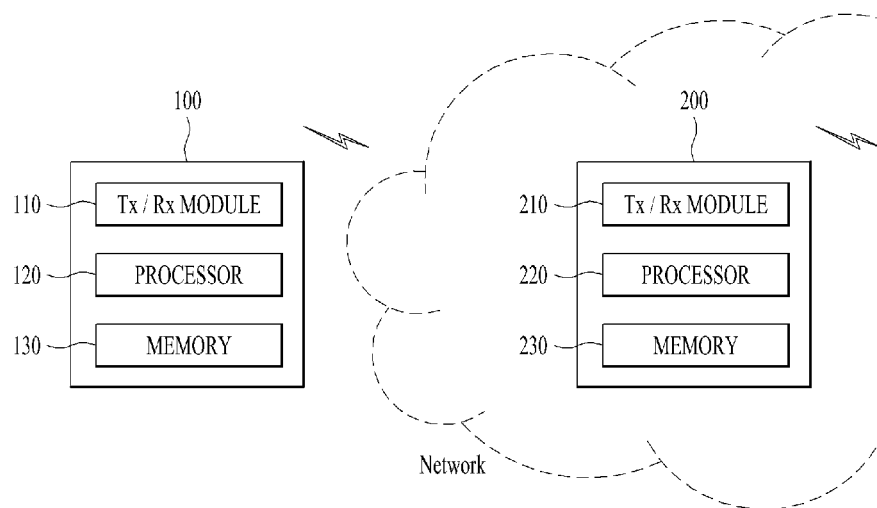 100
200
110
Tx / Rx MODULE
210
Tx / Rx MODULE
120
PROCESSOR
220
PROCESSOR
130
MEMORY
230
MEMORY
Network